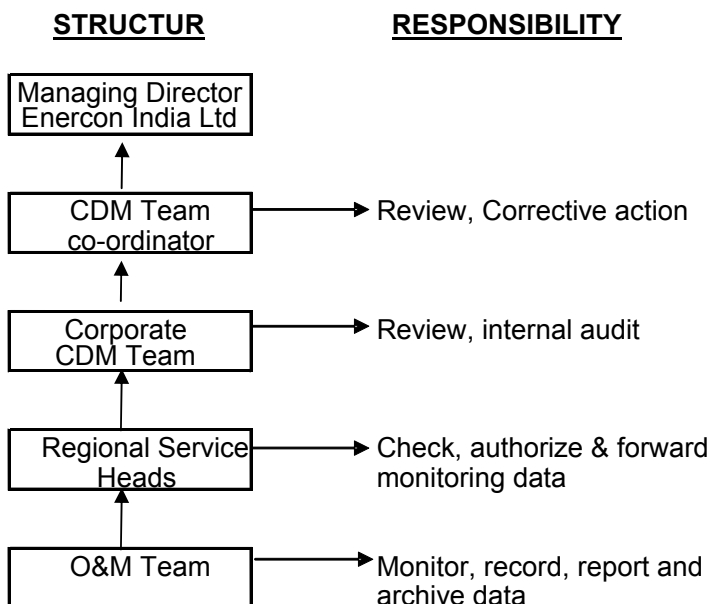 STRUCTUR
RESPONSIBILITY
Managing Director
Enercon India Ltd
CDM Team
co-ordinator
Review, Corrective action
Corporate
CDM Team
Review, internal audit
Regional Service
Heads
Check, authorize & forward
monitoring data
O&M Team
Monitor, record, report and
archive data